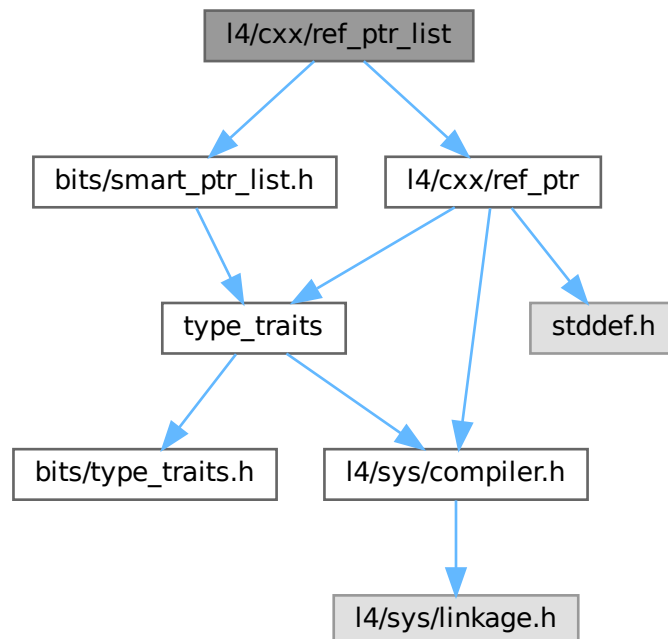 l4/cxx/ref_ptr_list
bits/smart_ptr_list.h
l4/cxx/ref_ptr
type_traits
stddef.h
bits/type_traits.h
l4/sys/compiler.h
l4/sys/linkage.h